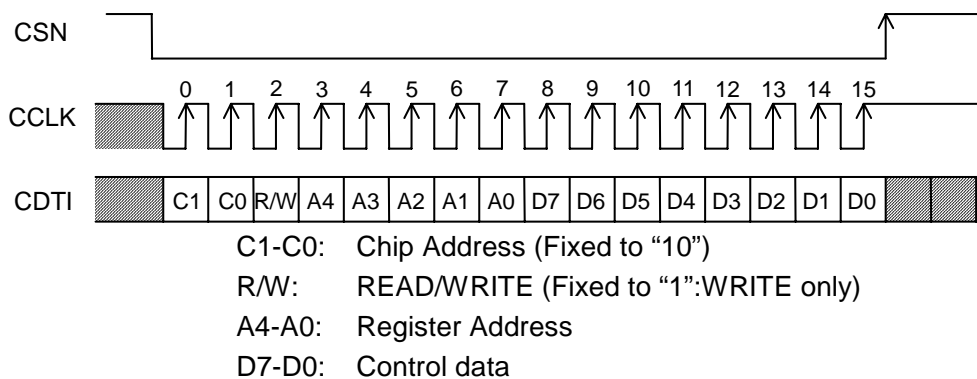 CSN
0 1 2 3 4 5 6 7 8 9 10 11 12 13 14 15
CCLK
CDTI C1 C0 R/W A4 A3 A2 A1 A0 D7 D6 D5 D4 D3 D2 D1 D0
C1-C0: Chip Address (Fixed to “10”)
R/W: READ/WRITE (Fixed to “1”:WRITE only)
A4-A0: Register Address
D7-D0: Control data